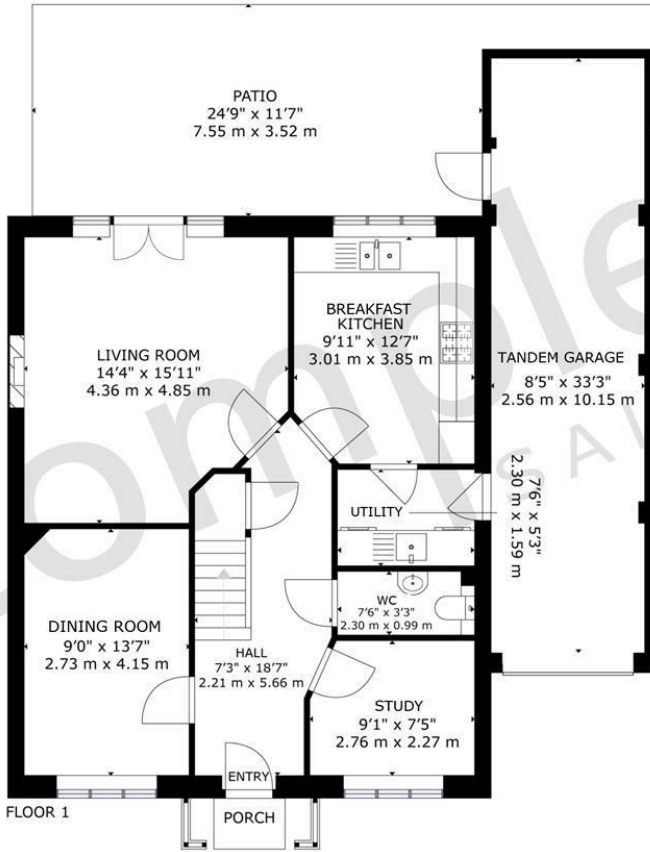 PATIO
24'9" x 11'7"
7.55 m x 3.52 m
LIVING ROOM
14'4" x 15'11"
4.36 m x 4.85 m
BREAKFAST
KITCHEN
9'11" x 12'7"
3.01 m x 3.85 m
TANDEM GARAGE
8'5" x 33'3"
2.56 m x 10.15 m
UTILITY
7'6" x 5'3"
2.30 m x 1.59 m
WC
7'6" x 3'3"
2.30 m x 0.99 m
DINING ROOM
9'0" x 13'7"
2.73 m x 4.15 m
HALL
7'3" x 18'7"
2.21 m x 5.66 m
STUDY
9'1" x 7'5"
2.76 m x 2.27 m
ENTRY
PORCH
FLOOR 1